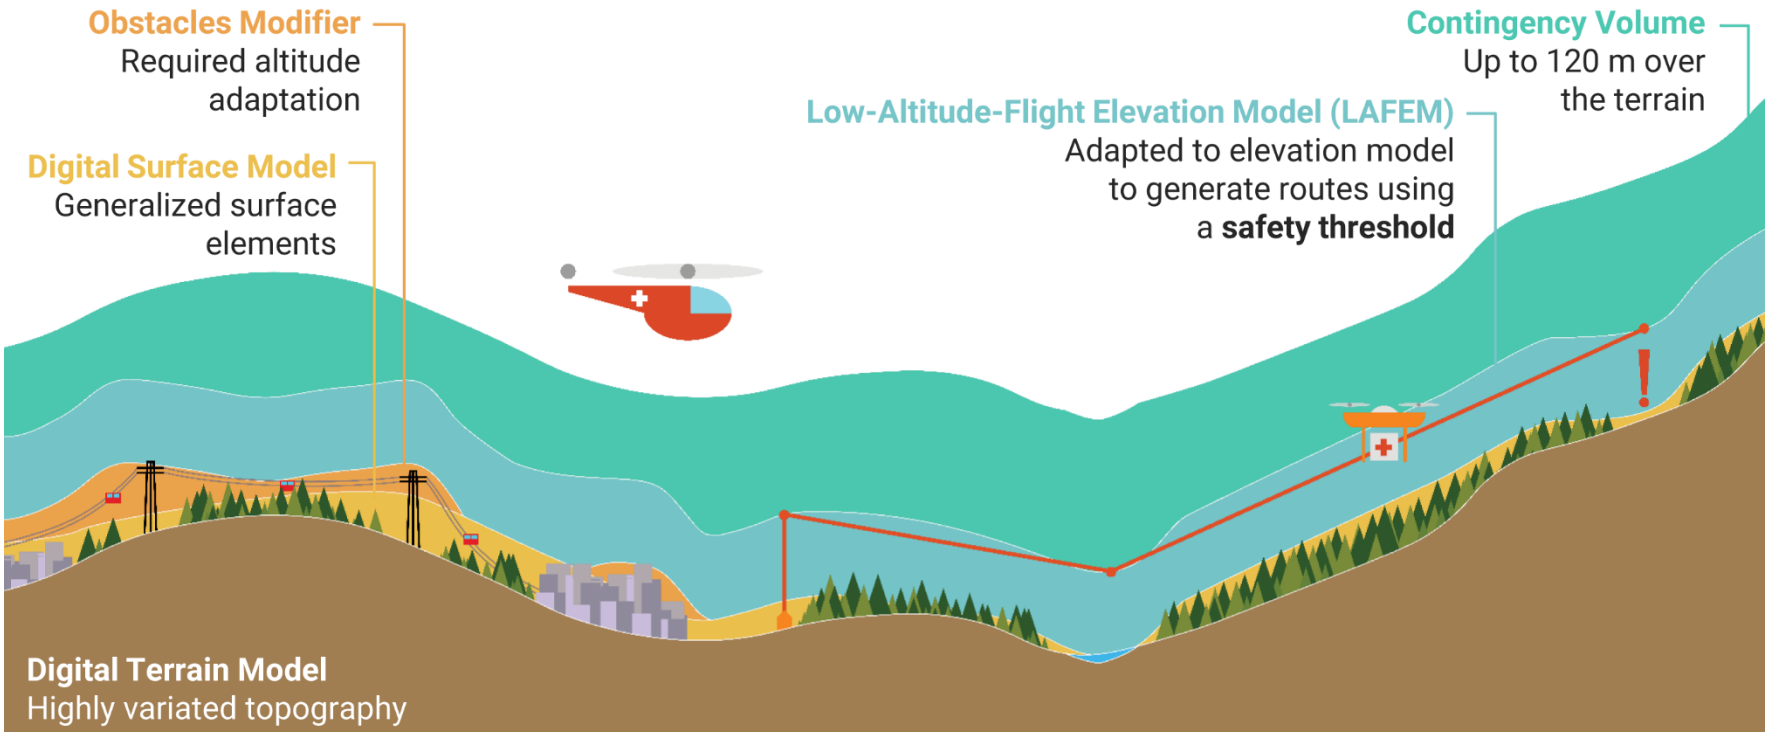 Obstacles Modifier
Required altitude
adaptation
Digital Surface Model
Generalized surface
elements
Contingency Volume
Up to 120 m over
the terrain
Low-Altitude-Flight Elevation Model (LAFEM)
Adapted to elevation model
to generate routes using
a safety threshold
Digital Terrain Model
Highly variated topography